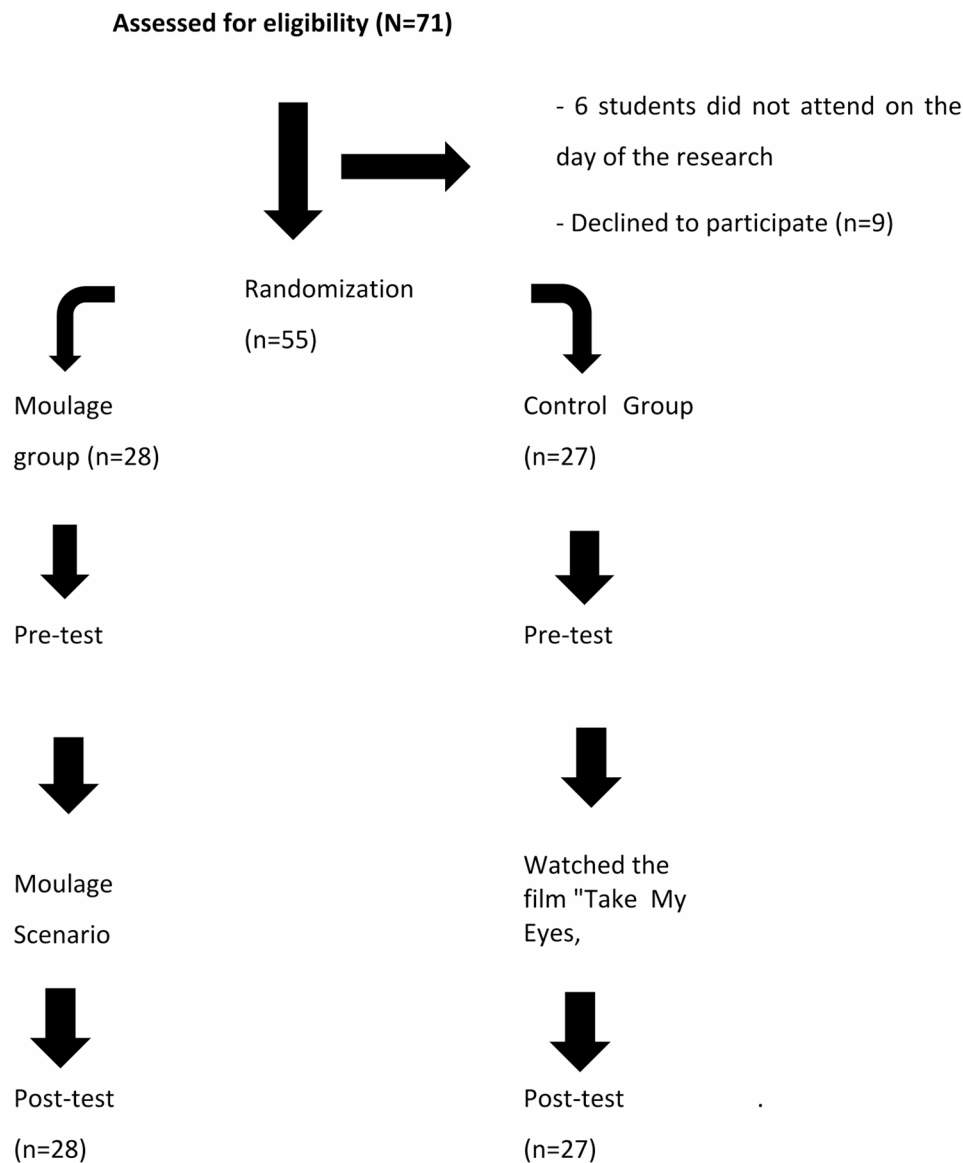 Assessed for eligibility (N=71)
- 6 students did not attend on the
day of the research
- Declined to participate (n=9)
Randomization
(n=55)
Moulage
group (n=28)
Control Group
(n=27)
Pre-test
Pre-test
Moulage
Scenario
Watched the
film "Take My
Eyes,
Post-test
(n=28)
Post-test .
(n=27)